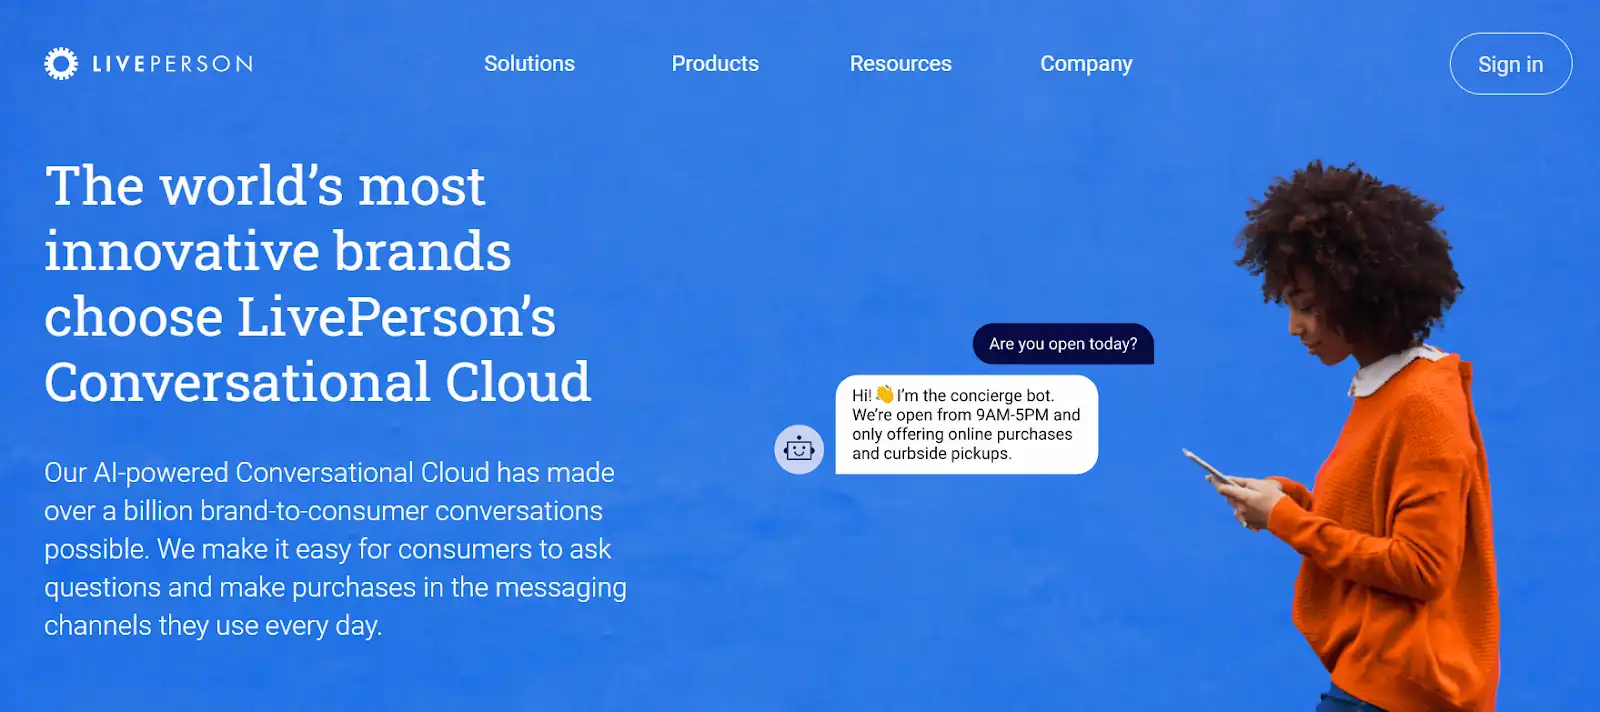 LIVEPERSON
Solutions
Products
Resources
Company
Sign in
The world’s most
innovative brands
choose LivePerson’s
Conversational Cloud
Our AI-powered Conversational Cloud has made
over a billion brand-to-consumer conversations
possible. We make it easy for consumers to ask
questions and make purchases in the messaging
channels they use every day.
Are you open today?
Hi! 👋 I’m the concierge bot.
We’re open from 9AM-5PM and
only offering online purchases
and curbside pickups.